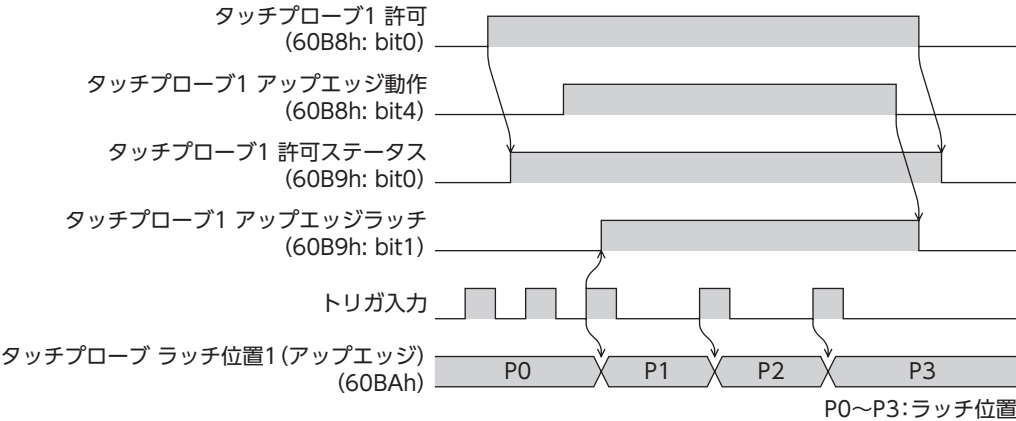 タッチプローブ1 許可
(60B8h: bit0)
タッチプローブ1 アップエッジ動作
(60B8h: bit4)
タッチプローブ1 許可ステータス
(60B9h: bit0)
タッチプローブ1 アップエッジラッチ
(60B9h: bit1)
トリガ入力
タッチプローブ ラッチ位置1(アップエッジ)
(60BAh)
P0 P1 P2 P3
P0～P3:ラッチ位置